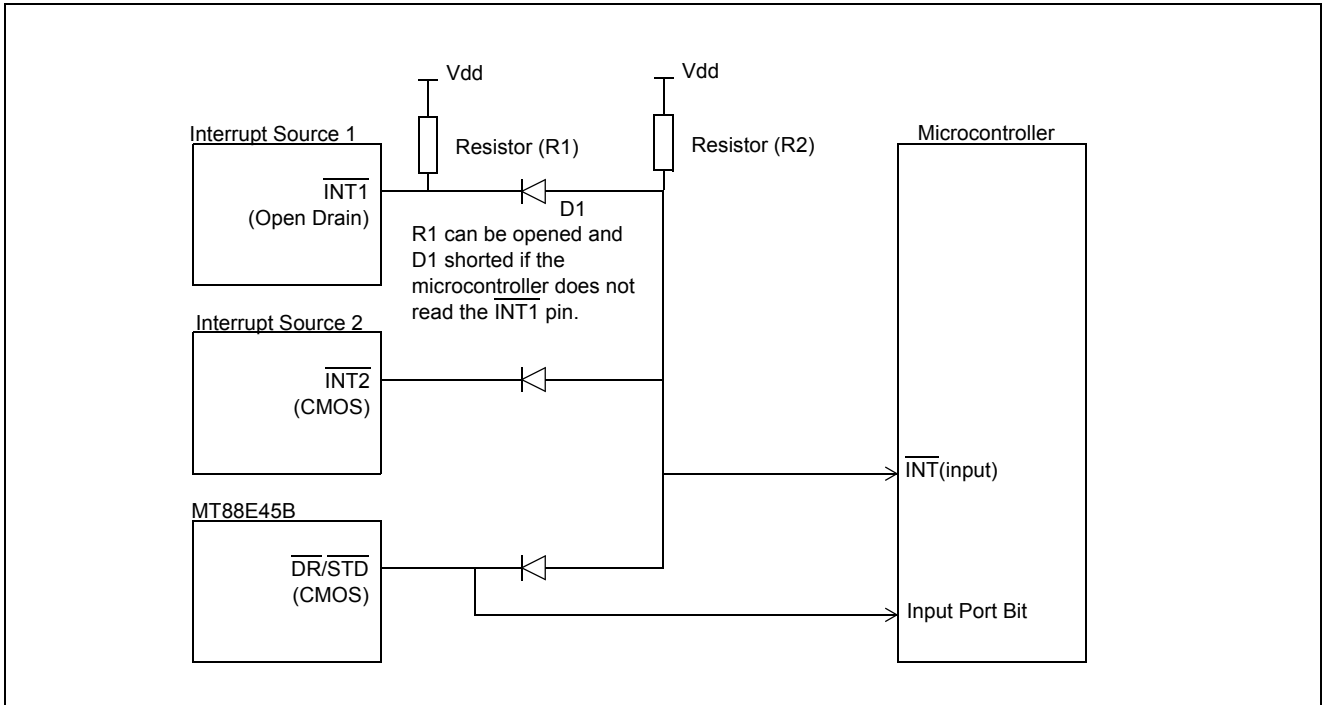 Vdd
Vdd
Interrupt Source 1
Microcontroller
Resistor (R1)
Resistor (R2)
INT1
(Open Drain)
D1
R1 can be opened and
D1 shorted if the
microcontroller does not
read the INT1 pin.
Interrupt Source 2
INT2
(CMOS)
INT(input)
MT88E45B
DR/STD
(CMOS)
Input Port Bit